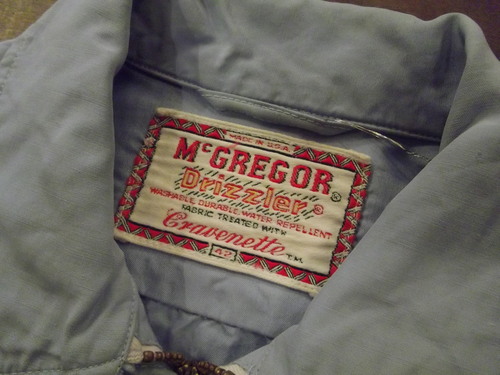 MADE IN U.S.A.
McGREGOR®
Drizzler®
WASHABLE, DURABLE, WATER REPELLENT
FABRIC TREATED WITH
Cravenette T.M.
42